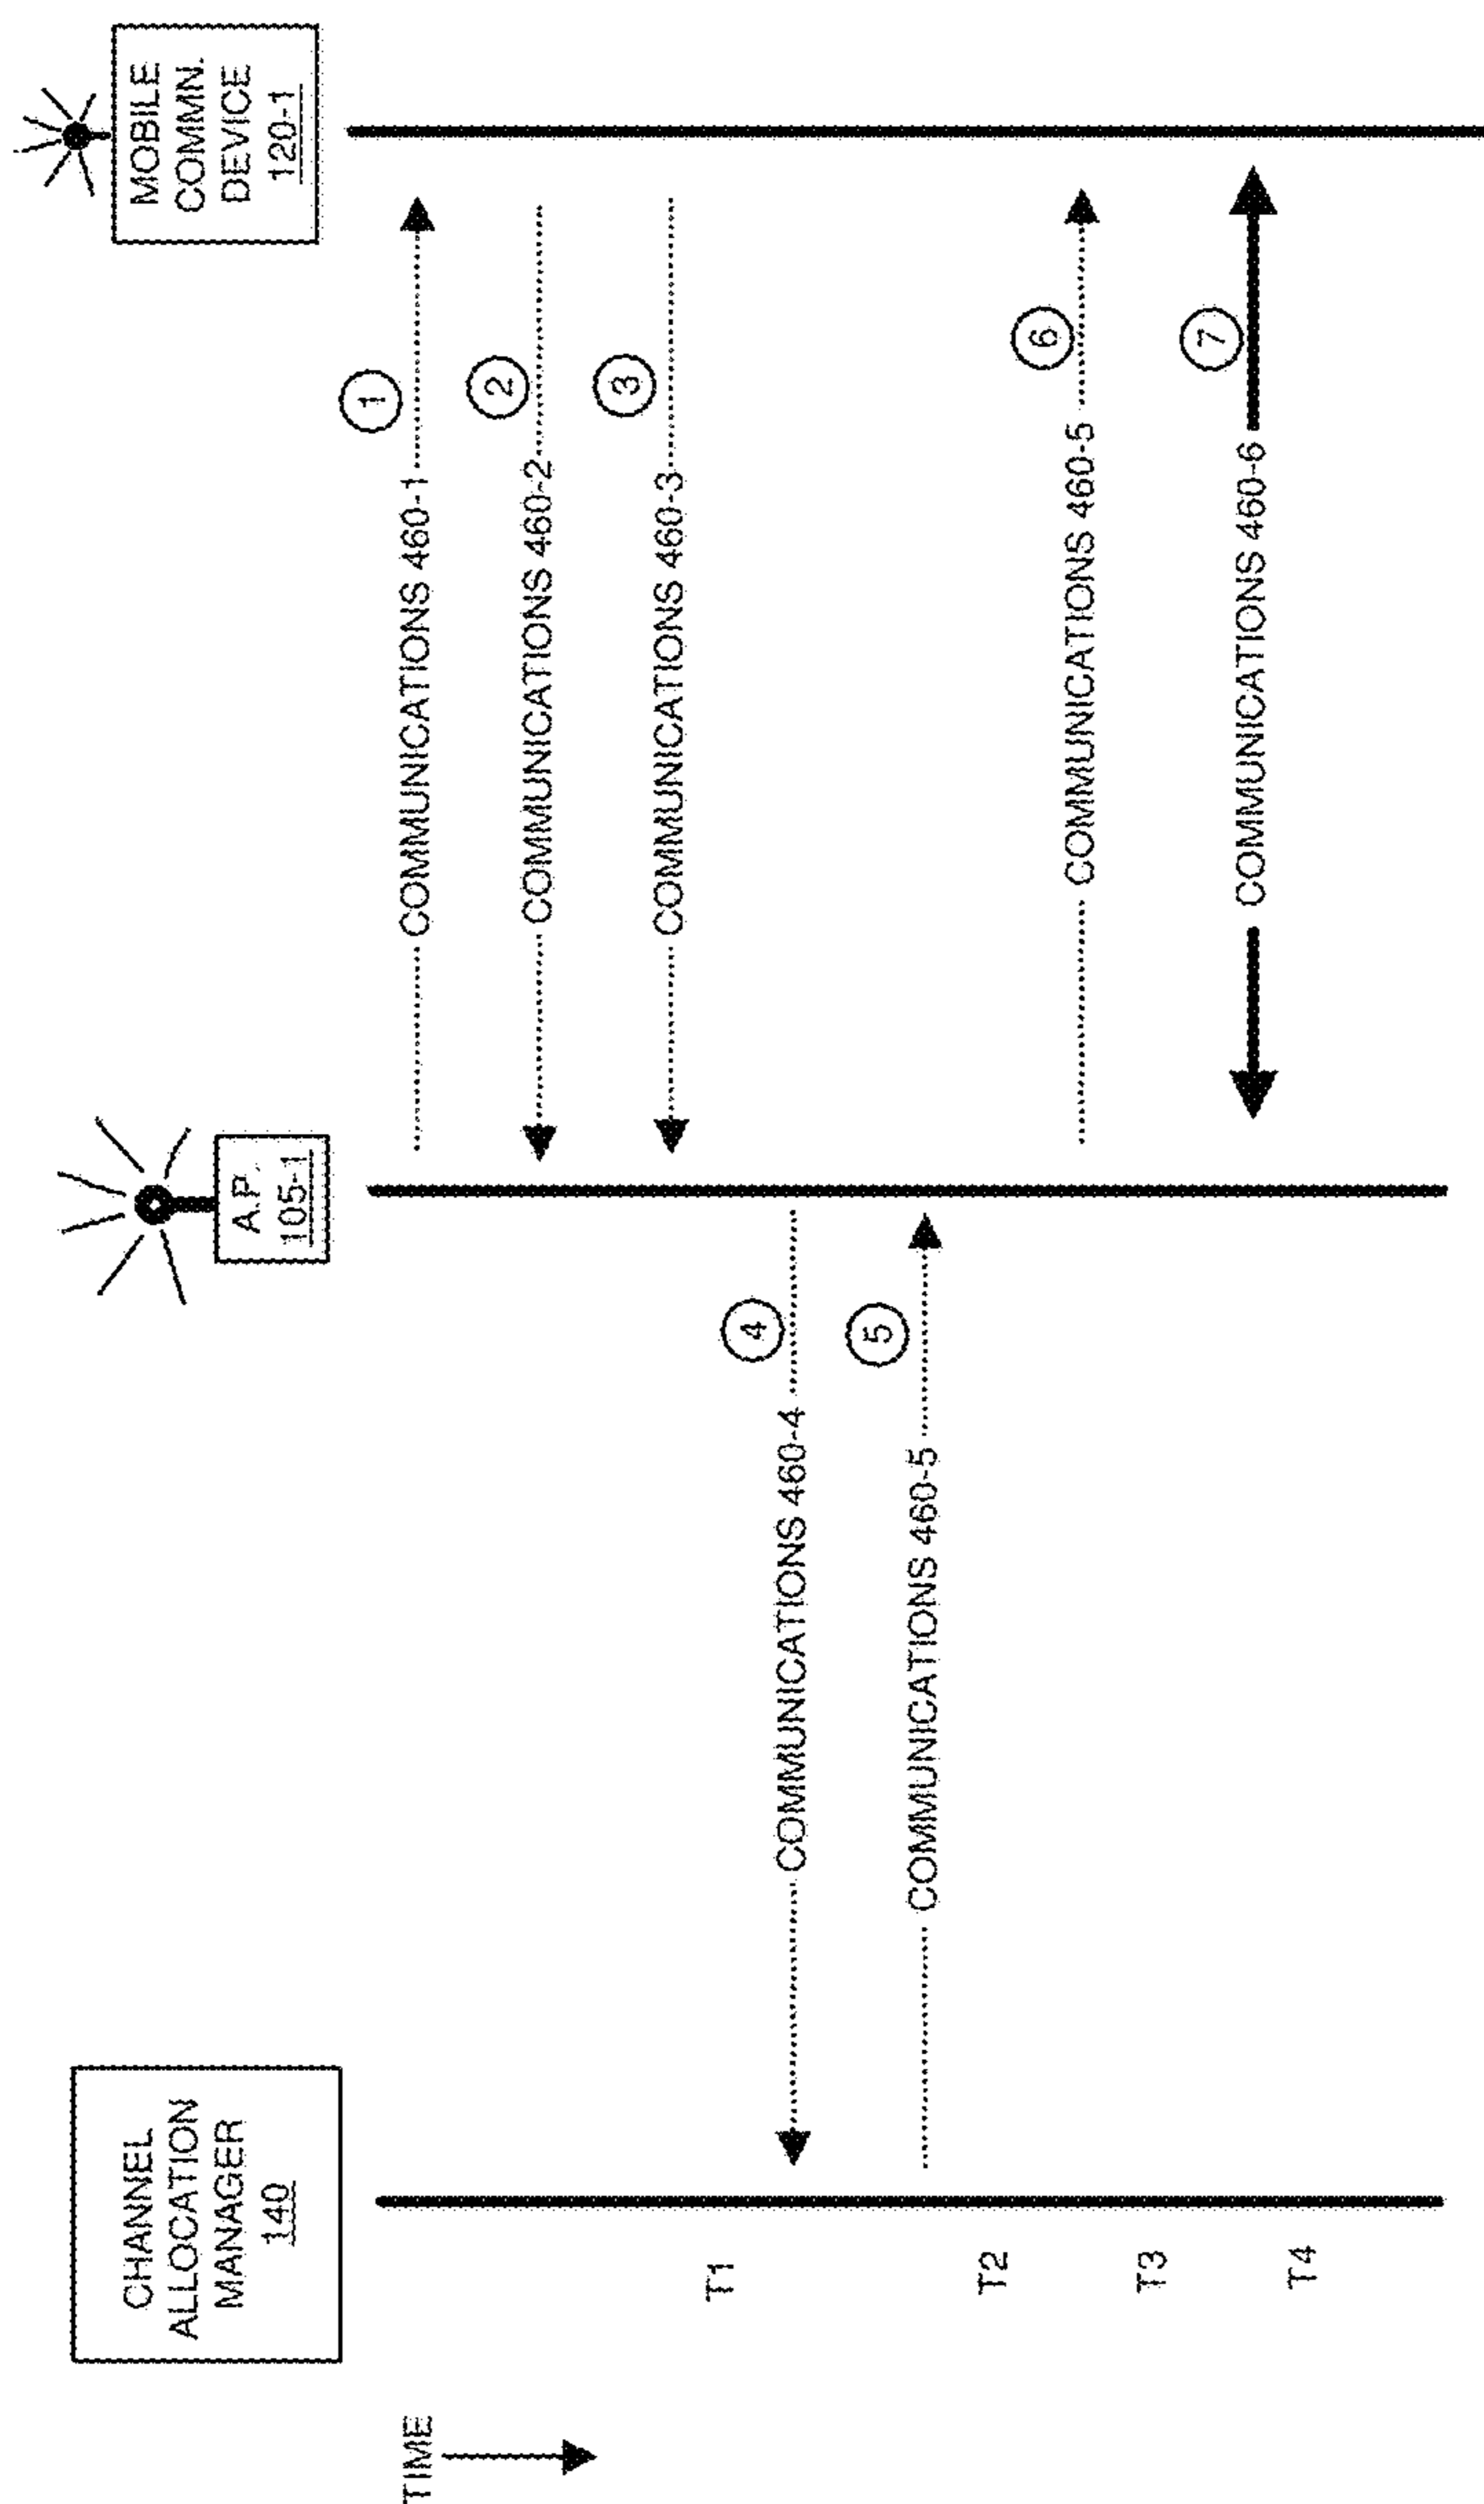 CHANNEL
ALLOCATION
MANAGER
140
A.P.
105-1
MOBILE
COMMN.
DEVICE
120-1
TIME
1
COMMUNICATIONS 460-1
2
COMMUNICATIONS 460-2
3
COMMUNICATIONS 460-3
T1
4
COMMUNICATIONS 460-4
5
COMMUNICATIONS 460-5
T2
6
COMMUNICATIONS 460-5
T3
7
COMMUNICATIONS 460-6
T4